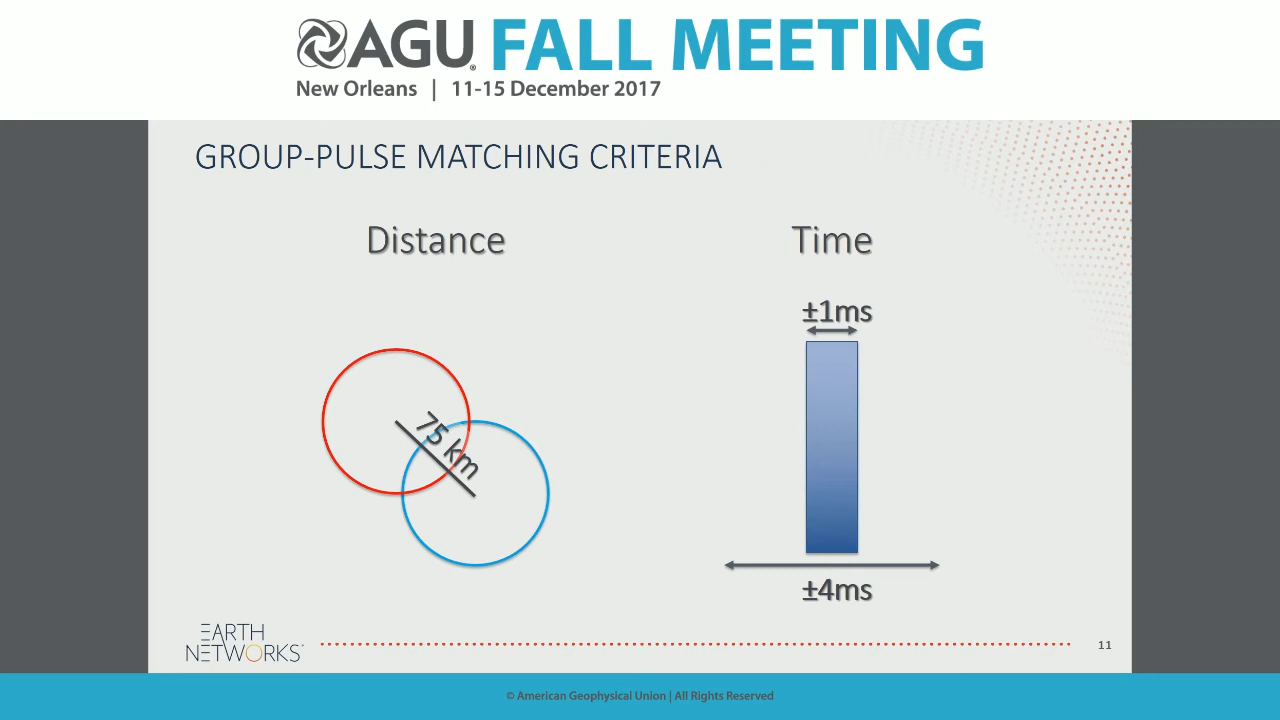 AGU FALL MEETING
New Orleans | 11-15 December 2017
GROUP-PULSE MATCHING CRITERIA
Distance
Time
±1ms
75 km
±4ms
EARTH
NETWORKS
11
© American Geophysical Union | All Rights Reserved